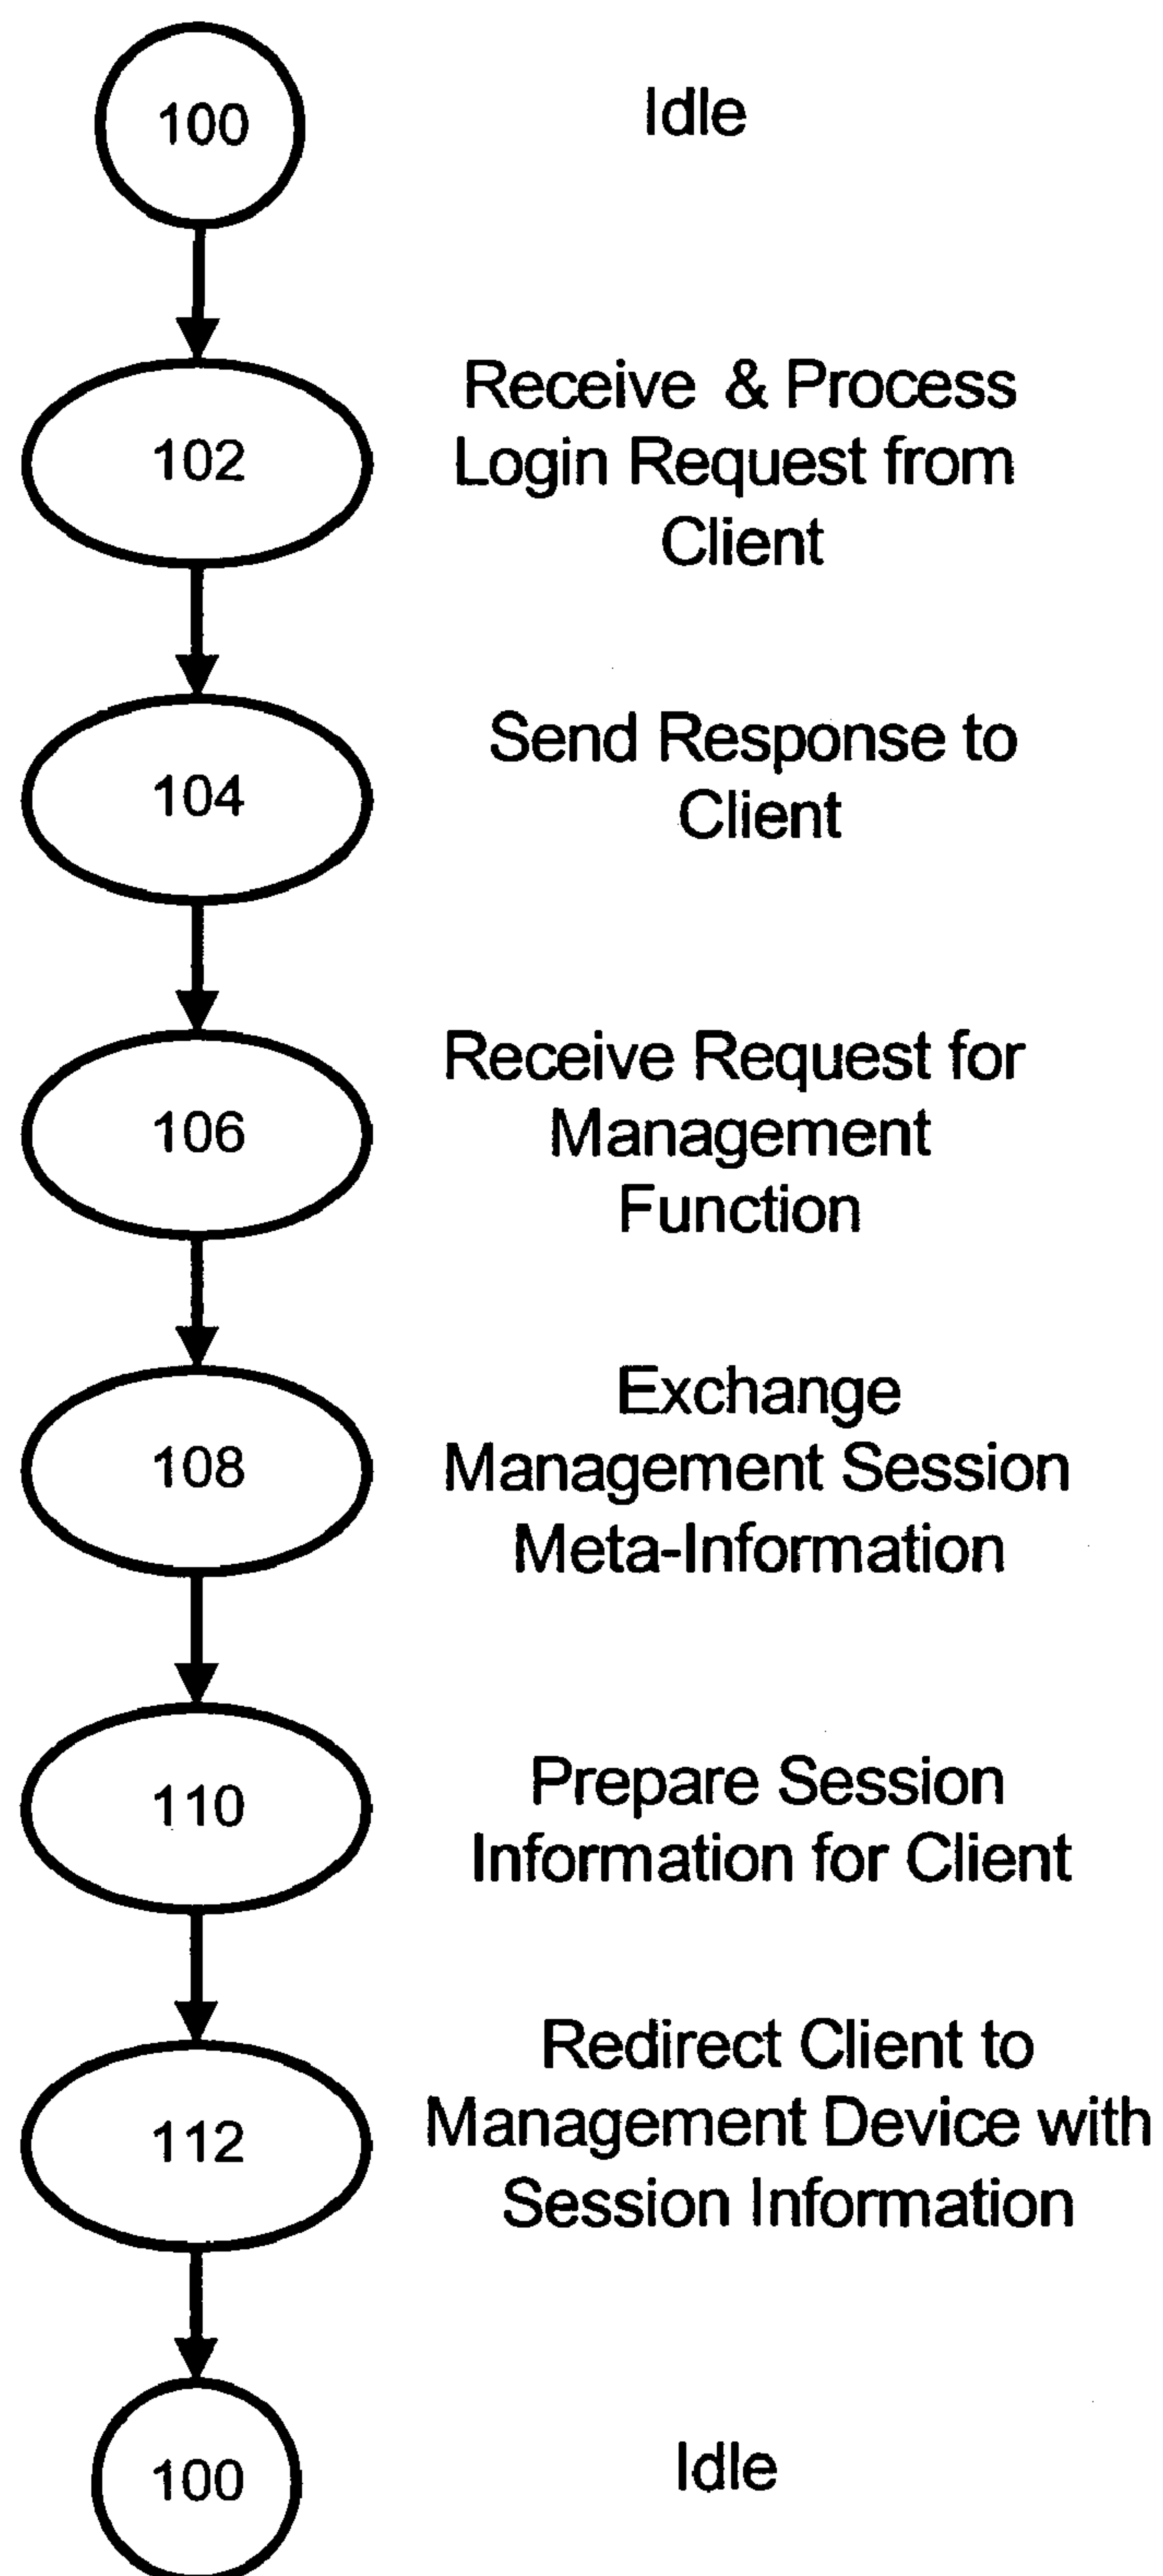 100
Idle
102
Receive & Process
Login Request from
Client
104
Send Response to
Client
106
Receive Request for
Management
Function
108
Exchange
Management Session
Meta-Information
110
Prepare Session
Information for Client
112
Redirect Client to
Management Device with
Session Information
100
Idle